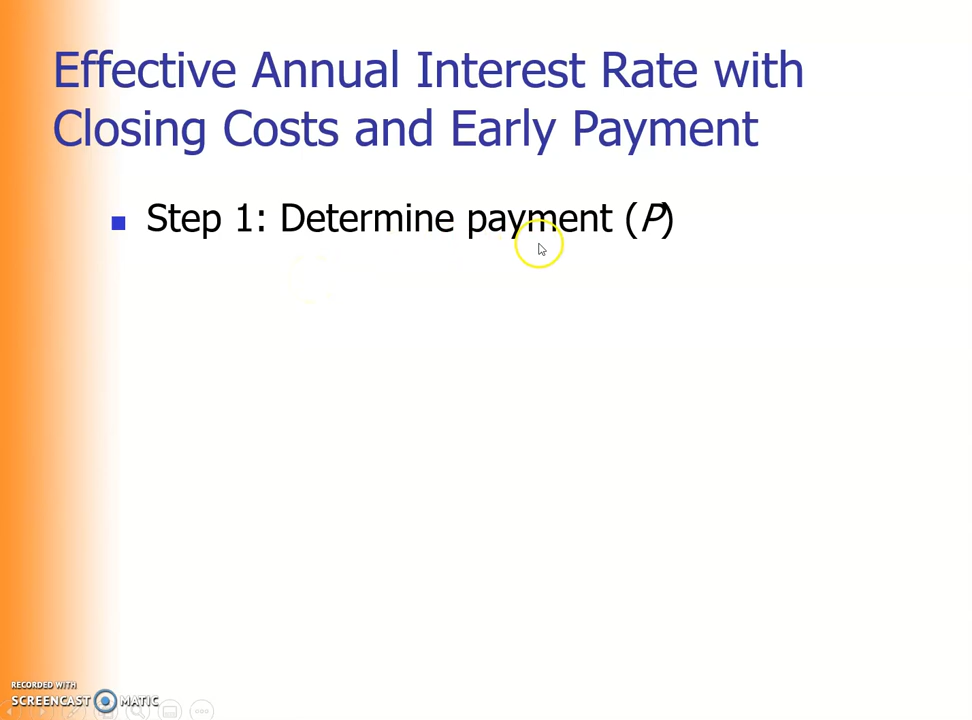 Effective Annual Interest Rate with
Closing Costs and Early Payment
Step 1: Determine payment (P)
RECORDED WITH
SCREENCAST MATIC